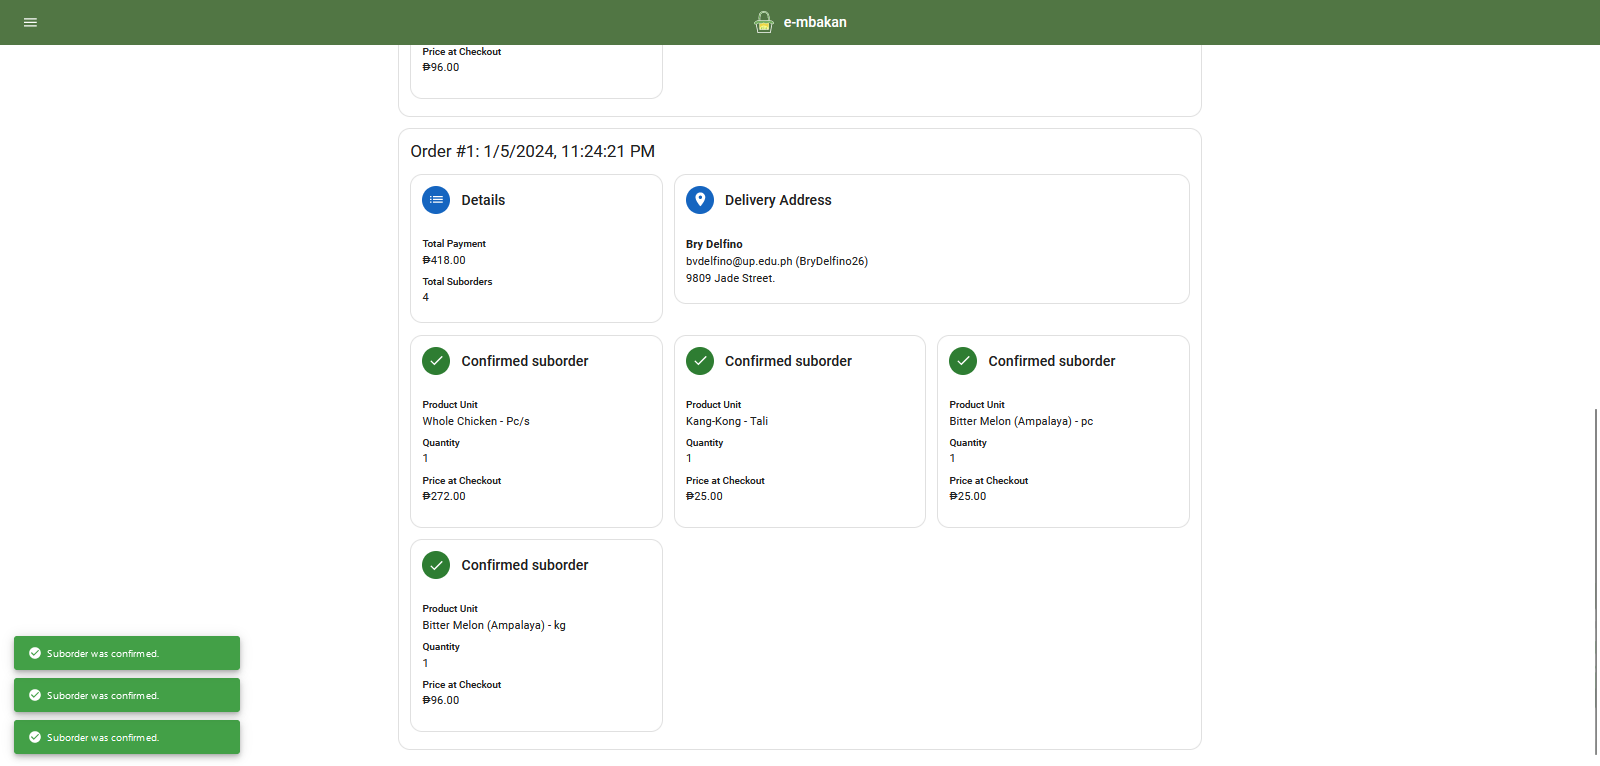 e-mbakan
Price at Checkout
₱96.00
Order #1: 1/5/2024, 11:24:21 PM
Details
Total Payment
₱418.00
Total Suborders
4
Delivery Address
Bry Delfino
bvdelfino@up.edu.ph (BryDelfino26)
9809 Jade Street.
Confirmed suborder
Product Unit
Whole Chicken - Pc/s
Quantity
1
Price at Checkout
₱272.00
Confirmed suborder
Product Unit
Kang-Kong - Tali
Quantity
1
Price at Checkout
₱25.00
Confirmed suborder
Product Unit
Bitter Melon (Ampalaya) - pc
Quantity
1
Price at Checkout
₱25.00
Confirmed suborder
Product Unit
Bitter Melon (Ampalaya) - kg
Quantity
1
Price at Checkout
₱96.00
Suborder was confirmed.
Suborder was confirmed.
Suborder was confirmed.